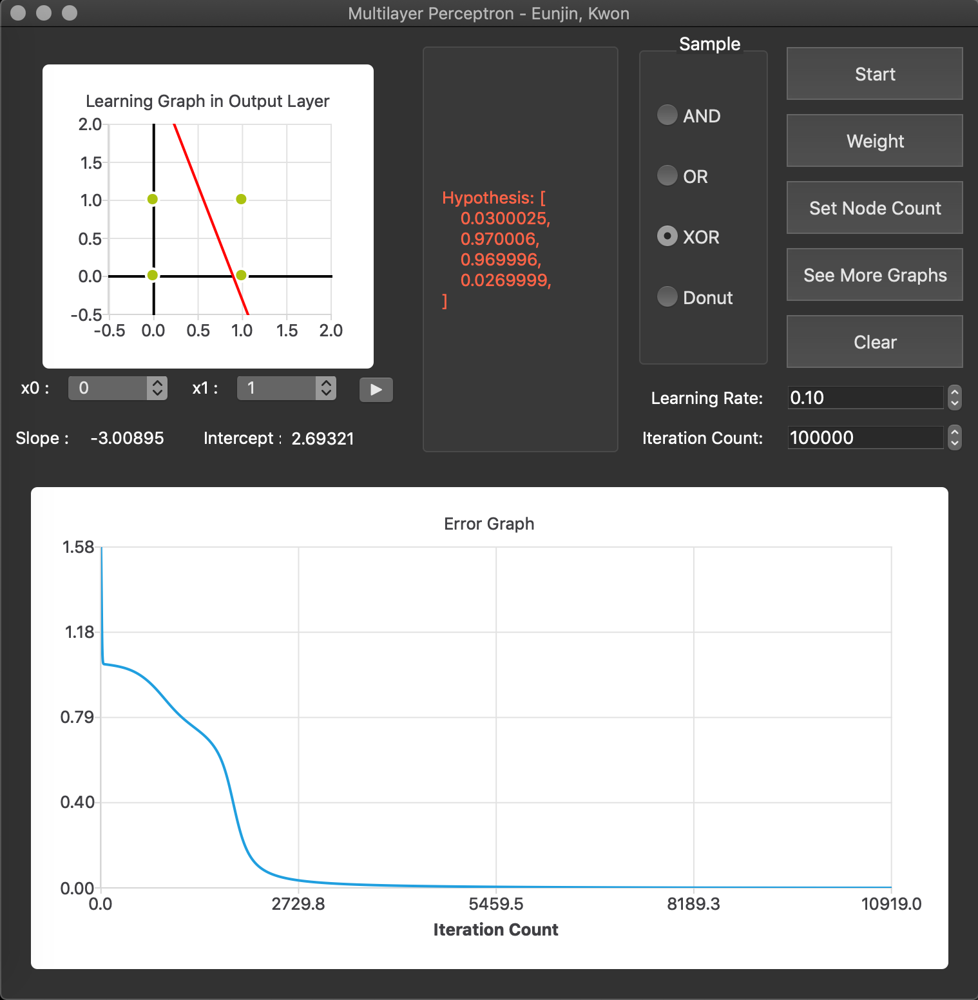 Multilayer Perceptron - Eunjin, Kwon
Learning Graph in Output Layer
2.0
1.5
1.0
0.5
0.0
-0.5
-0.5 0.0 0.5 1.0 1.5 2.0
x0 : 0 x1 : 1
Slope : -3.00895 Intercept : 2.69321
Hypothesis: [
0.0300025,
0.970006,
0.969996,
0.0269999,
]
Sample
AND
OR
XOR
Donut
Start
Weight
Set Node Count
See More Graphs
Clear
Learning Rate: 0.10
Iteration Count: 100000
Error Graph
1.58
1.18
0.79
0.40
0.00
0.0 2729.8 5459.5 8189.3 10919.0
Iteration Count